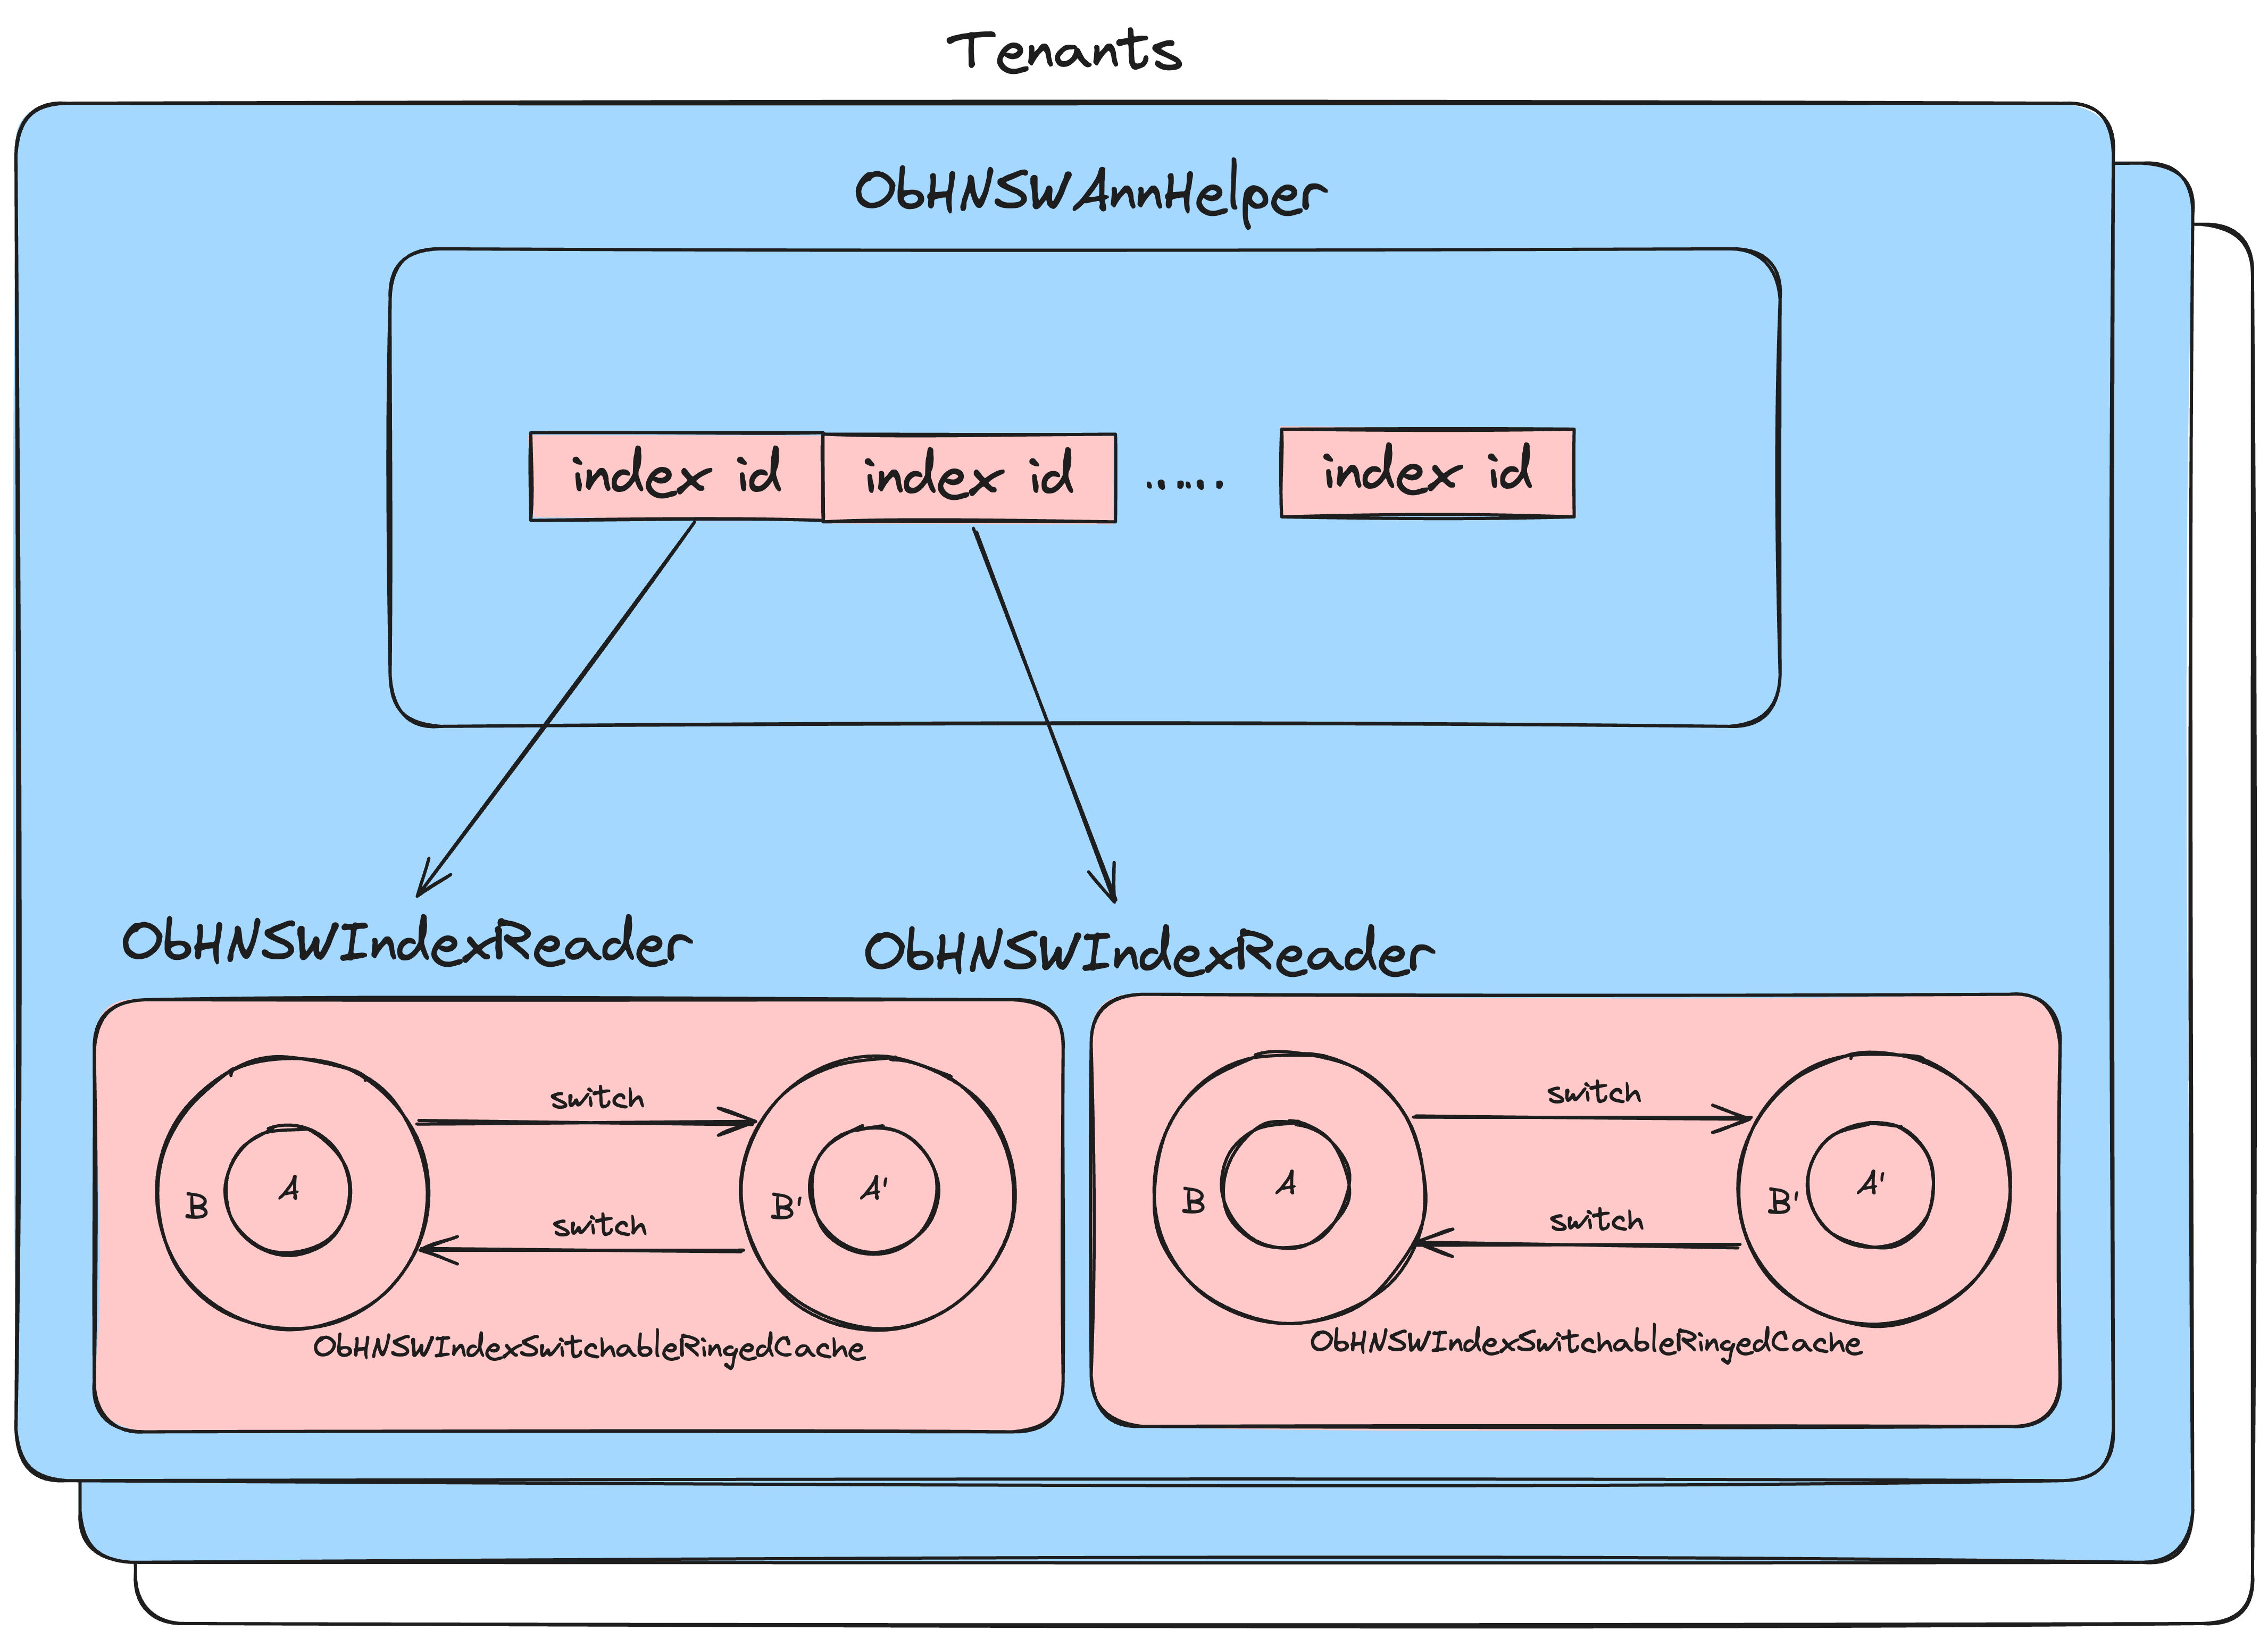 Tenants
ObHNSWAnnHelper
index id index id ...... index id
ObHNSWIndexReader ObHNSWIndexReader
switch switch
A A' A A'
B B' B B'
switch switch
ObHNSWIndexSwitchableRingedCache ObHNSWIndexSwitchableRingedCache